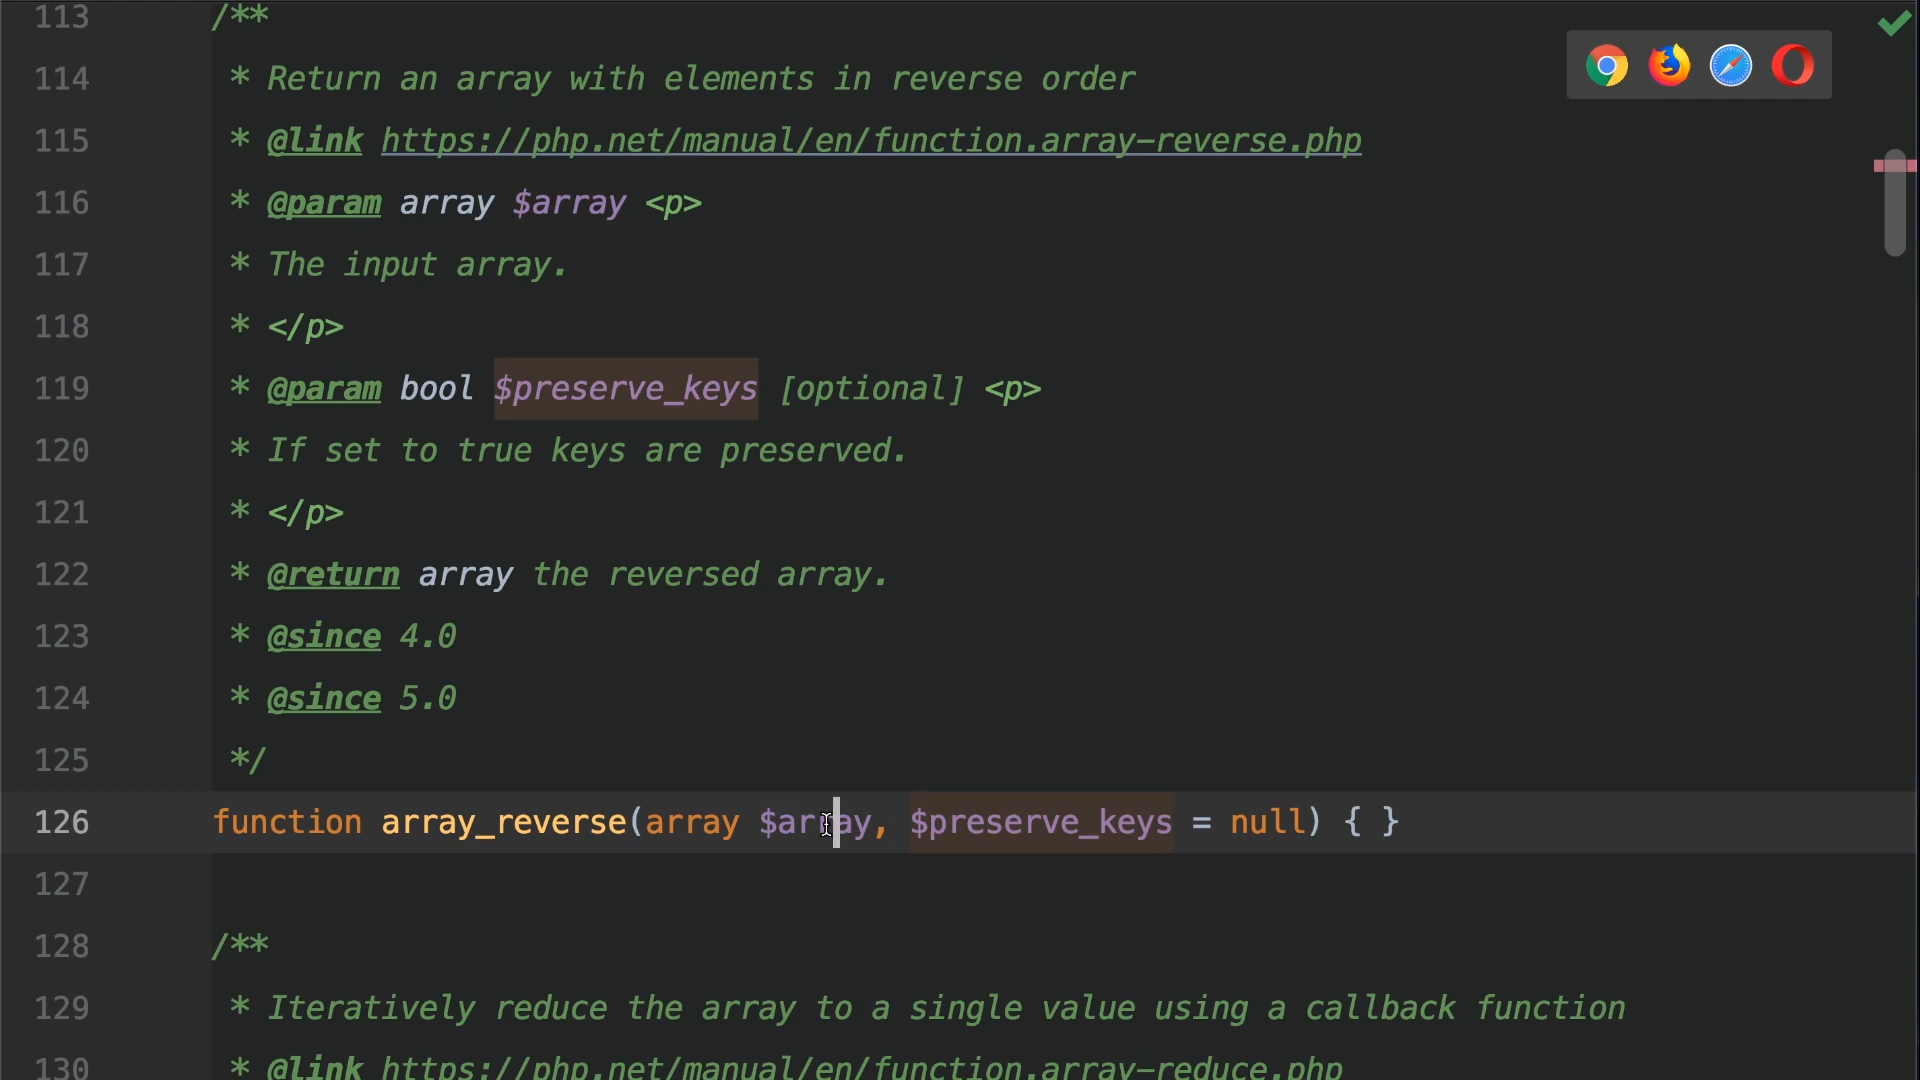 113 /**
114 * Return an array with elements in reverse order
115 * @link https://php.net/manual/en/function.array-reverse.php
116 * @param array $array <p>
117 * The input array.
118 * </p>
119 * @param bool $preserve_keys [optional] <p>
120 * If set to true keys are preserved.
121 * </p>
122 * @return array the reversed array.
123 * @since 4.0
124 * @since 5.0
125 */
126 function array_reverse(array $array, $preserve_keys = null) { }
127
128 /**
129 * Iteratively reduce the array to a single value using a callback function
130 * @link https://php.net/manual/en/function.array-reduce.php